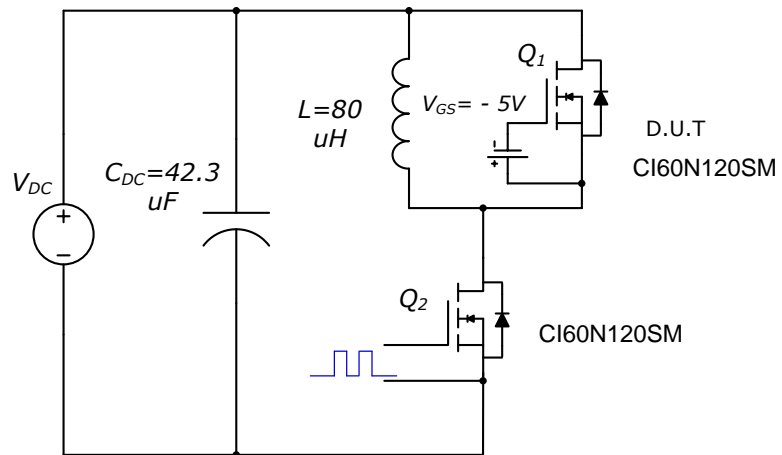 Q1
L=80
uH
VGS= - 5V
D.U.T
CI60N120SM
CDC=42.3
uF
VDC
Q2
CI60N120SM